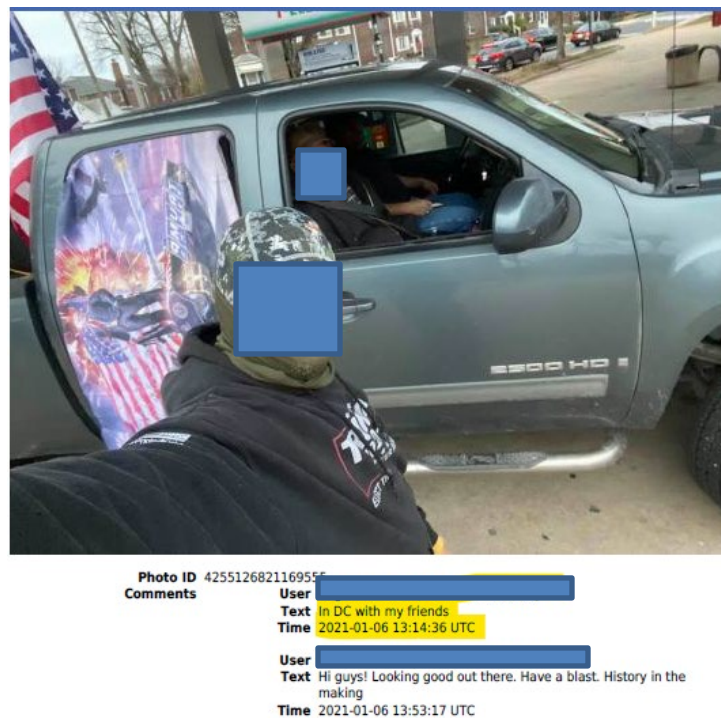 2500 HD
Photo ID 4255126821169555
Comments
User
Text In DC with my friends
Time 2021-01-06 13:14:36 UTC
User
Text Hi guys! Looking good out there. Have a blast. History in the
making
Time 2021-01-06 13:53:17 UTC